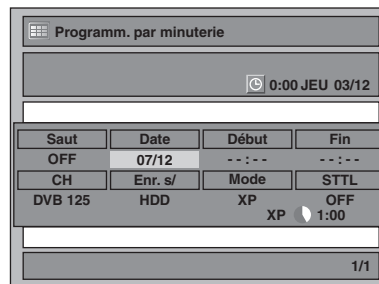 Programm. par minuterie
0:00 JEU 03/12
Saut Date Début Fin
OFF 07/12 --:-- --:--
CH Enr. s/ Mode STTL
DVB 125 HDD XP OFF
XP 1:00
1/1